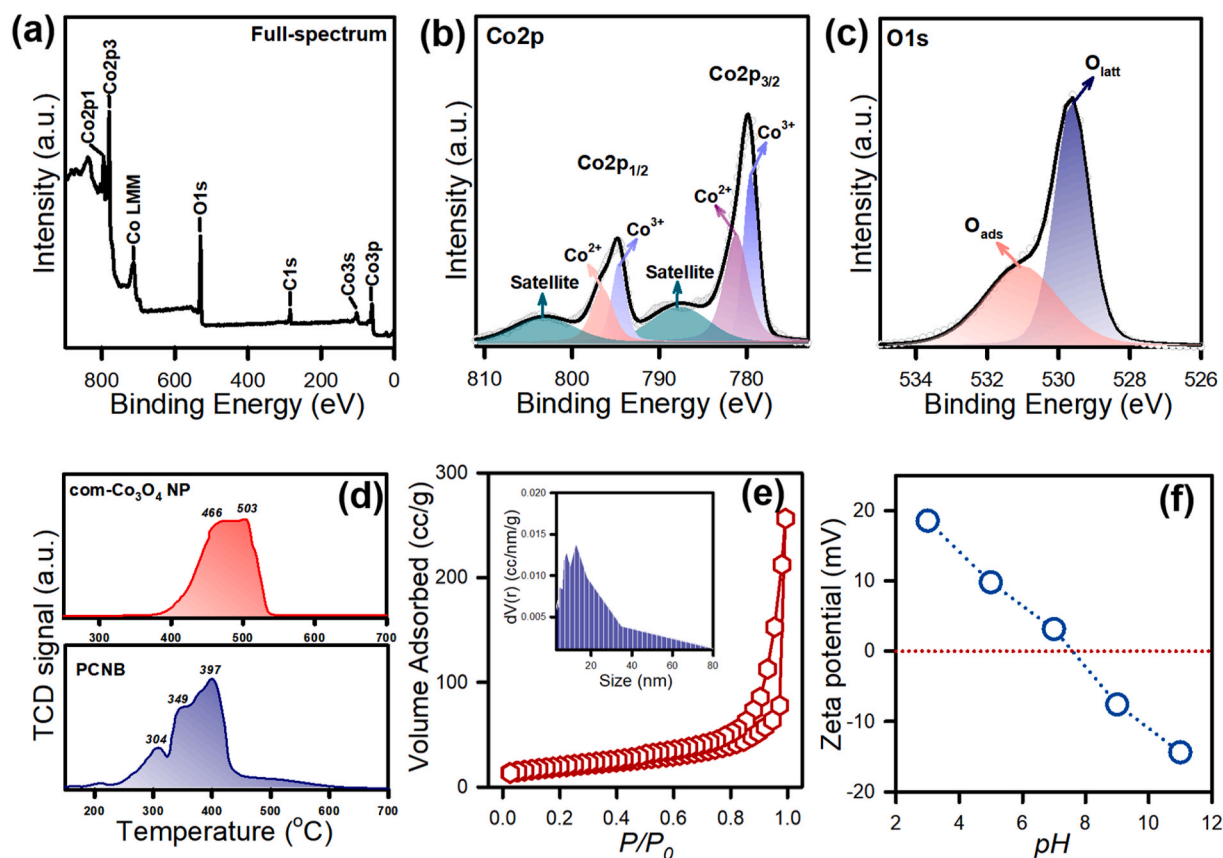 (a)
Full-spectrum
Co2p1
Co2p3
Co LMM
O1s
C1s
Co3s
Co3p
Intensity (a.u.)
800 600 400 200 0
Binding Energy (eV)
(b)
Co2p
Co2p3/2
Co3+
Co2p1/2
Co2+
Co2+
Co3+
Satellite
Satellite
Intensity (a.u.)
810 800 790 780
Binding Energy (eV)
(c)
O1s
Olatt
Oads
Intensity (a.u.)
534 532 530 528 526
Binding Energy (eV)
(d)
com-Co3O4 NP
466 503
300 400 500 600 700
PCNB
304 349 397
TCD signal (a.u.)
200 300 400 500 600 700
Temperature (oC)
(e)
300
200
100
0
Volume Adsorbed (cc/g)
0.020
0.015
0.010
0.005
dV(r) (cc/nm/g)
20 40 60 80
Size (nm)
0.0 0.2 0.4 0.6 0.8 1.0
P/P0
(f)
20
10
0
-10
-20
Zeta potential (mV)
2 4 6 8 10 12
pH